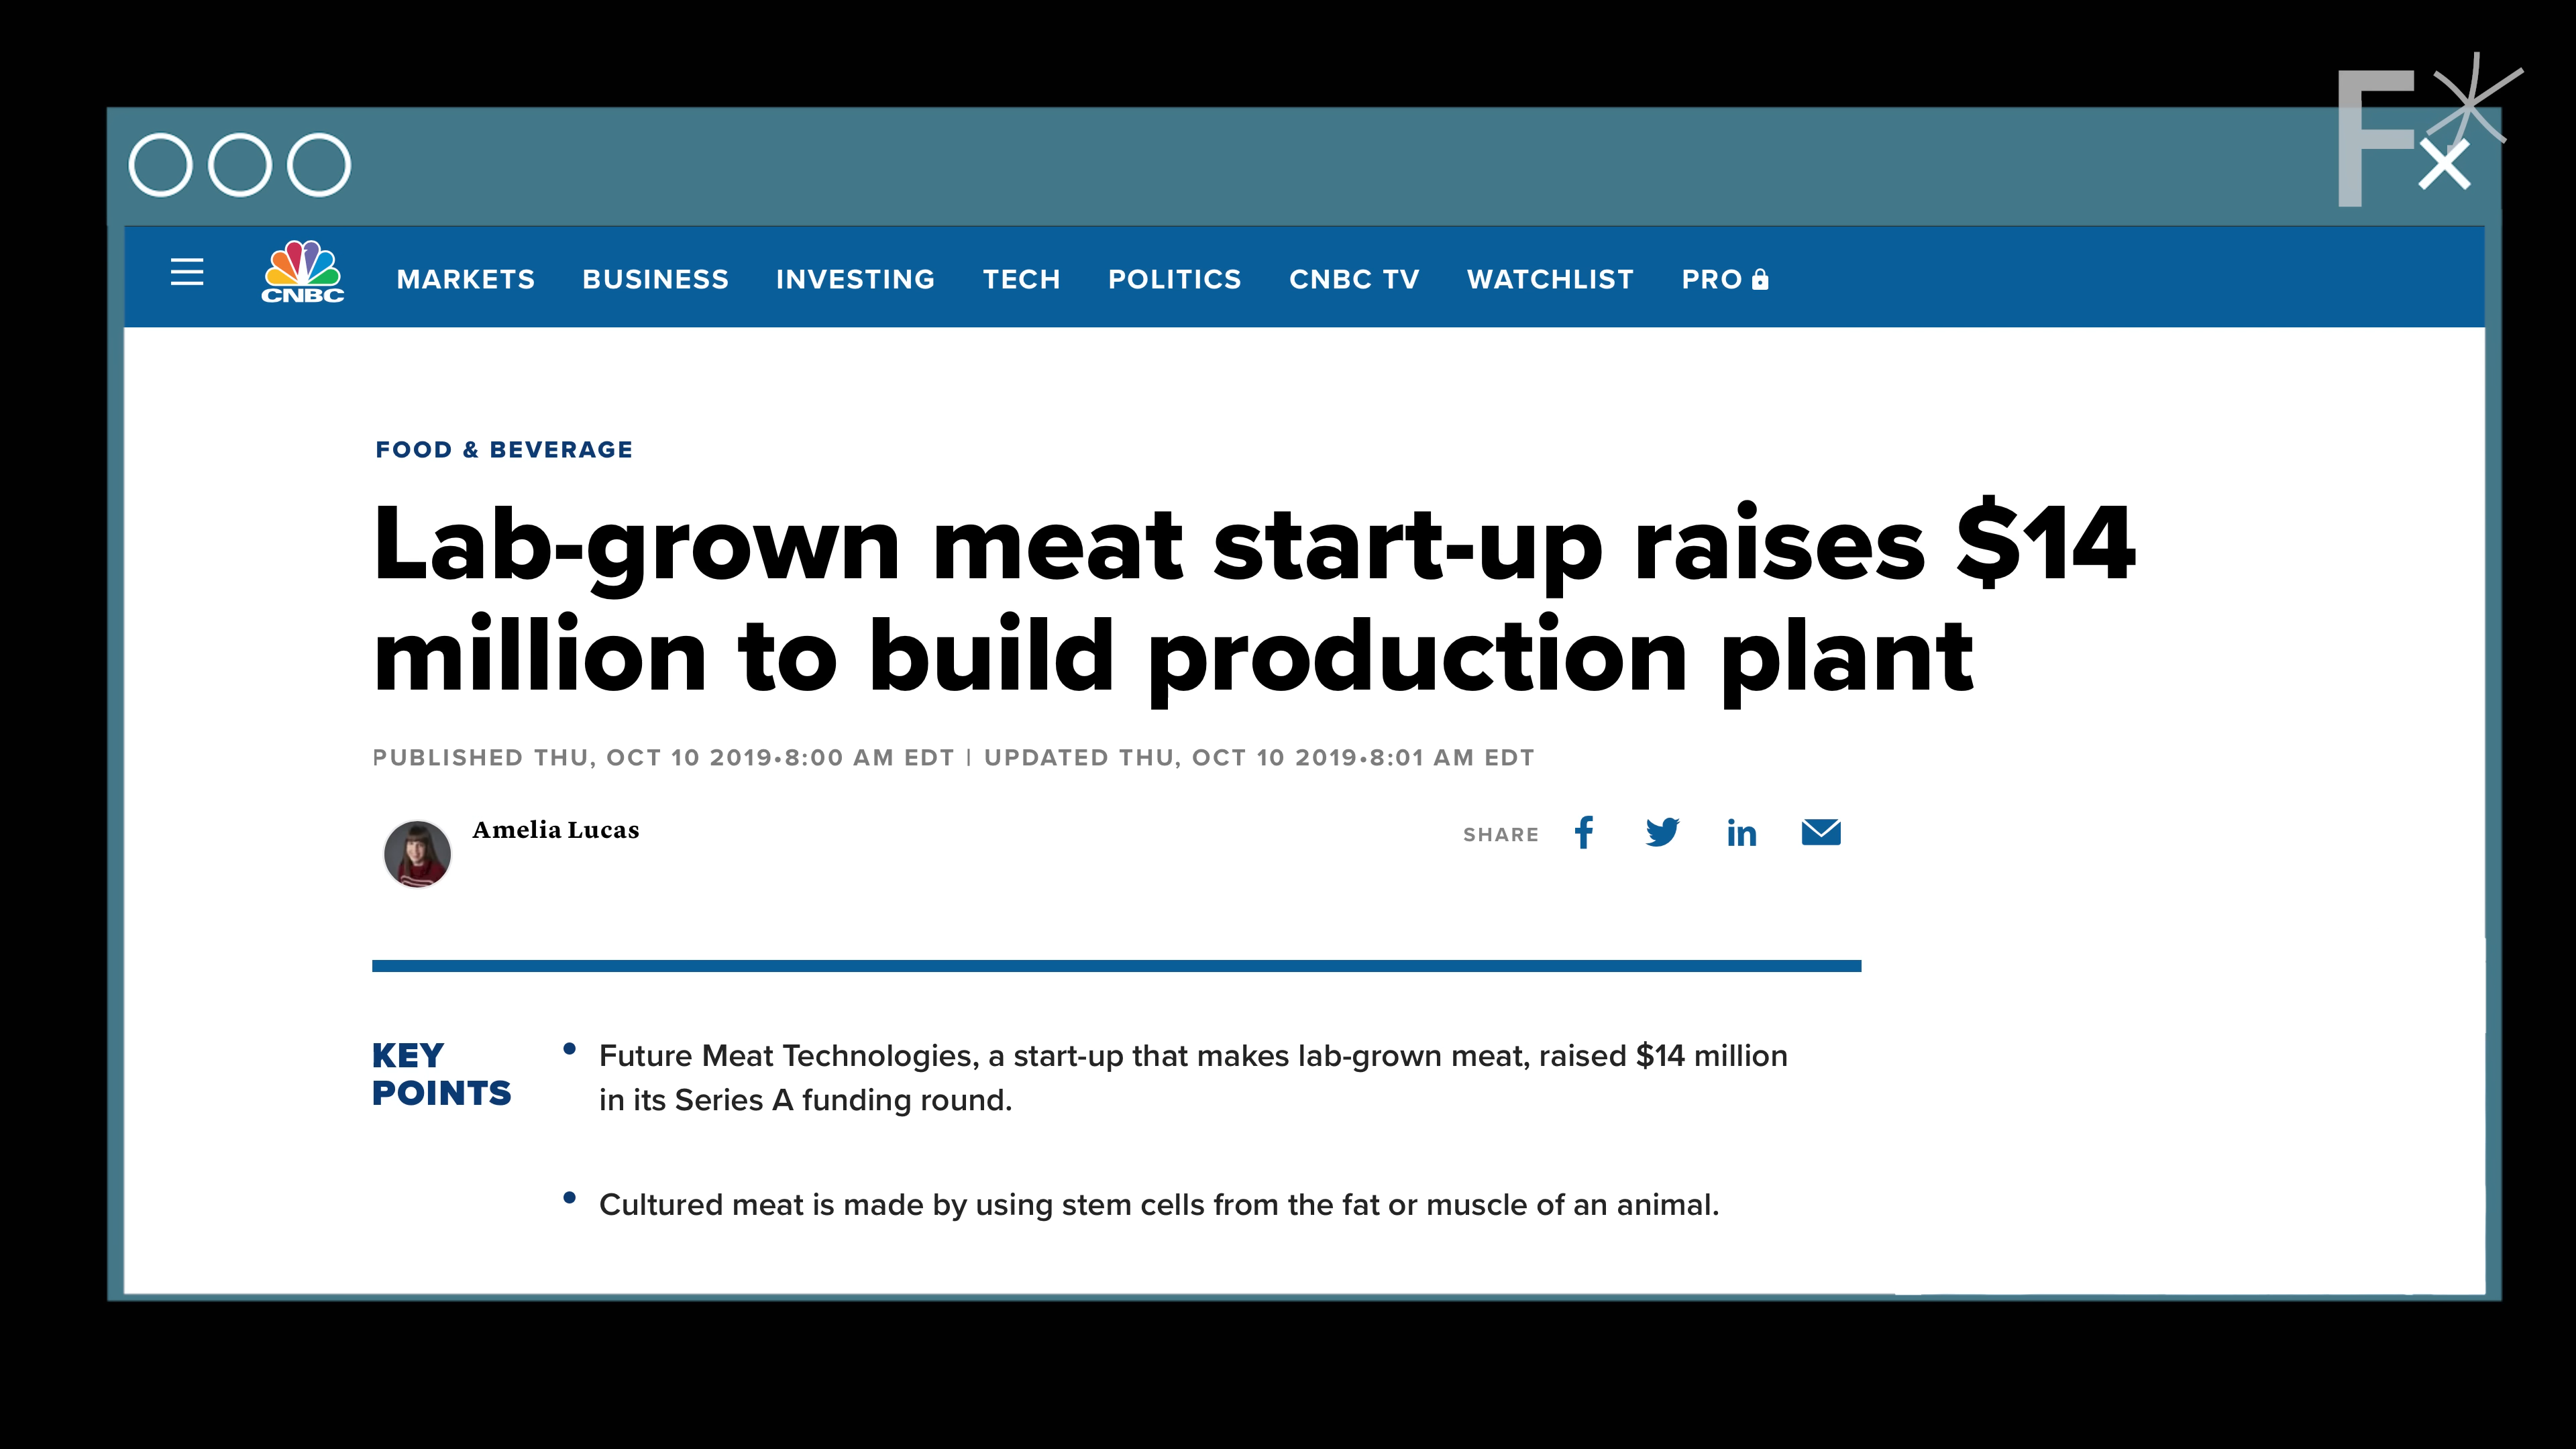 F
CNBC
MARKETS BUSINESS INVESTING TECH POLITICS CNBC TV WATCHLIST PRO
FOOD & BEVERAGE
Lab-grown meat start-up raises $14
million to build production plant
PUBLISHED THU, OCT 10 2019•8:00 AM EDT | UPDATED THU, OCT 10 2019•8:01 AM EDT
Amelia Lucas
SHARE
KEY
POINTS
• Future Meat Technologies, a start-up that makes lab-grown meat, raised $14 million
in its Series A funding round.
• Cultured meat is made by using stem cells from the fat or muscle of an animal.